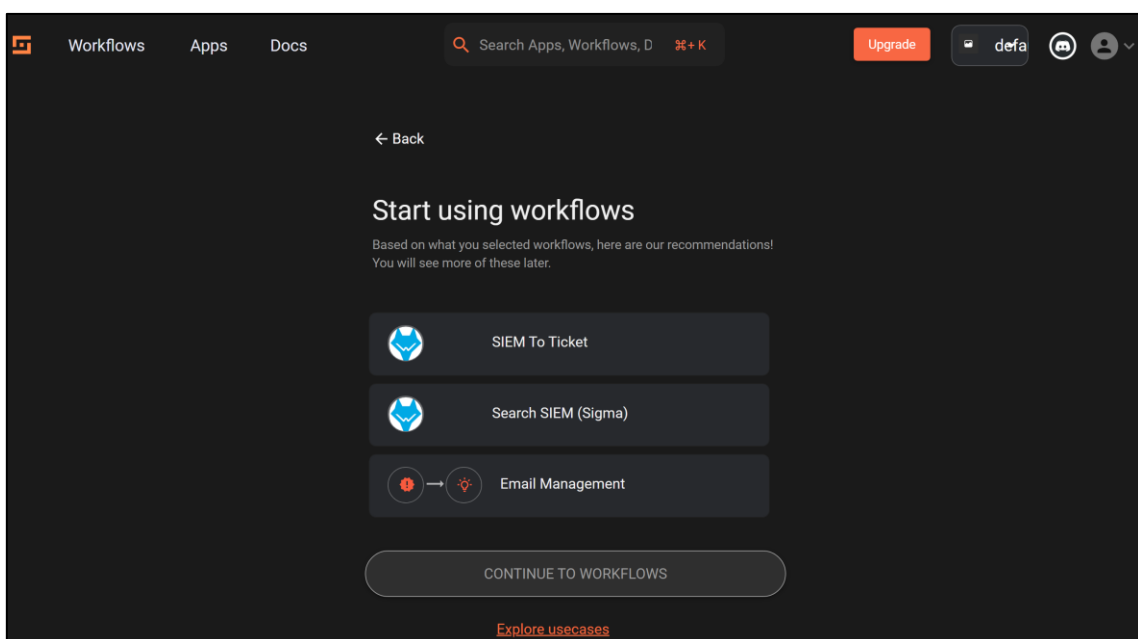 Workflows Apps Docs Search Apps, Workflows, D ⌘+ K Upgrade defa
← Back
Start using workflows
Based on what you selected workflows, here are our recommendations!
You will see more of these later.
SIEM To Ticket
Search SIEM (Sigma)
Email Management
CONTINUE TO WORKFLOWS
Explore usecases